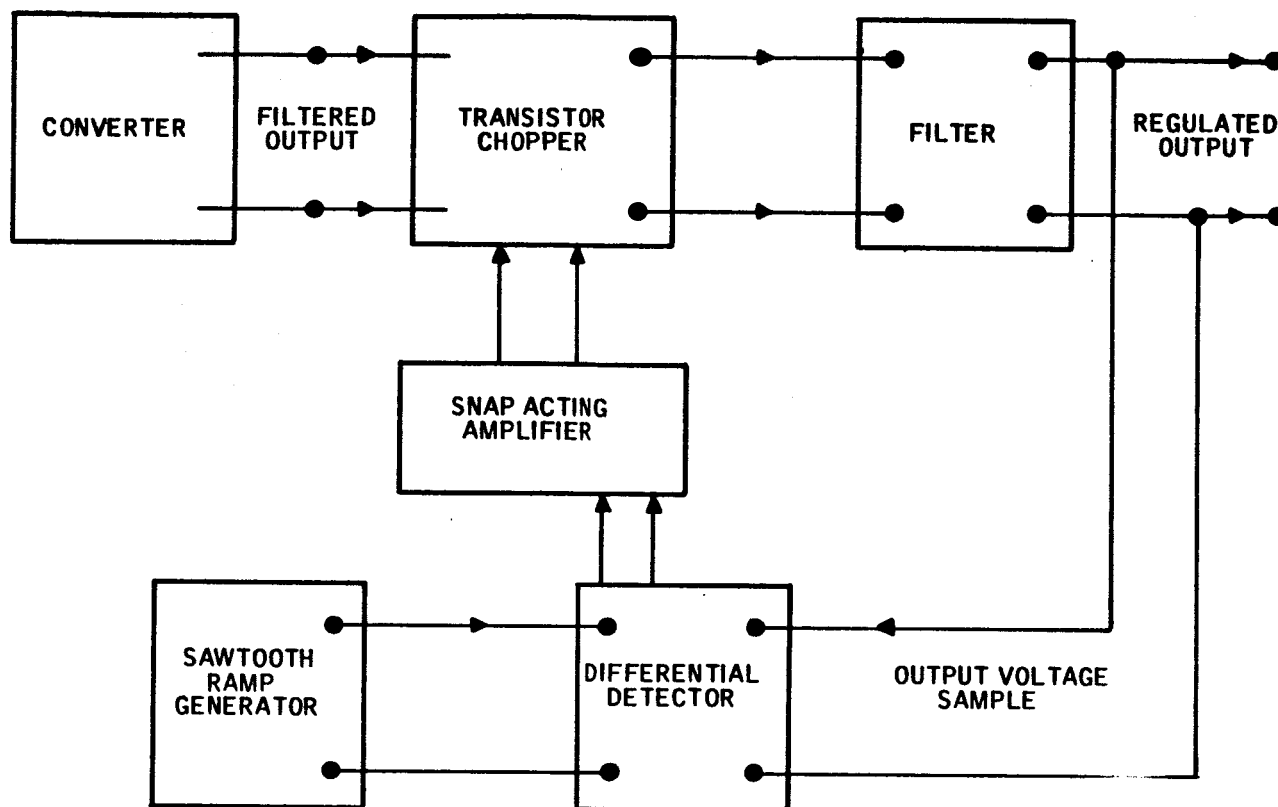 CONVERTER
FILTERED
OUTPUT
TRANSISTOR
CHOPPER
FILTER
REGULATED
OUTPUT
SNAP ACTING
AMPLIFIER
SAWTOOTH
RAMP
GENERATOR
DIFFERENTIAL
DETECTOR
OUTPUT VOLTAGE
SAMPLE